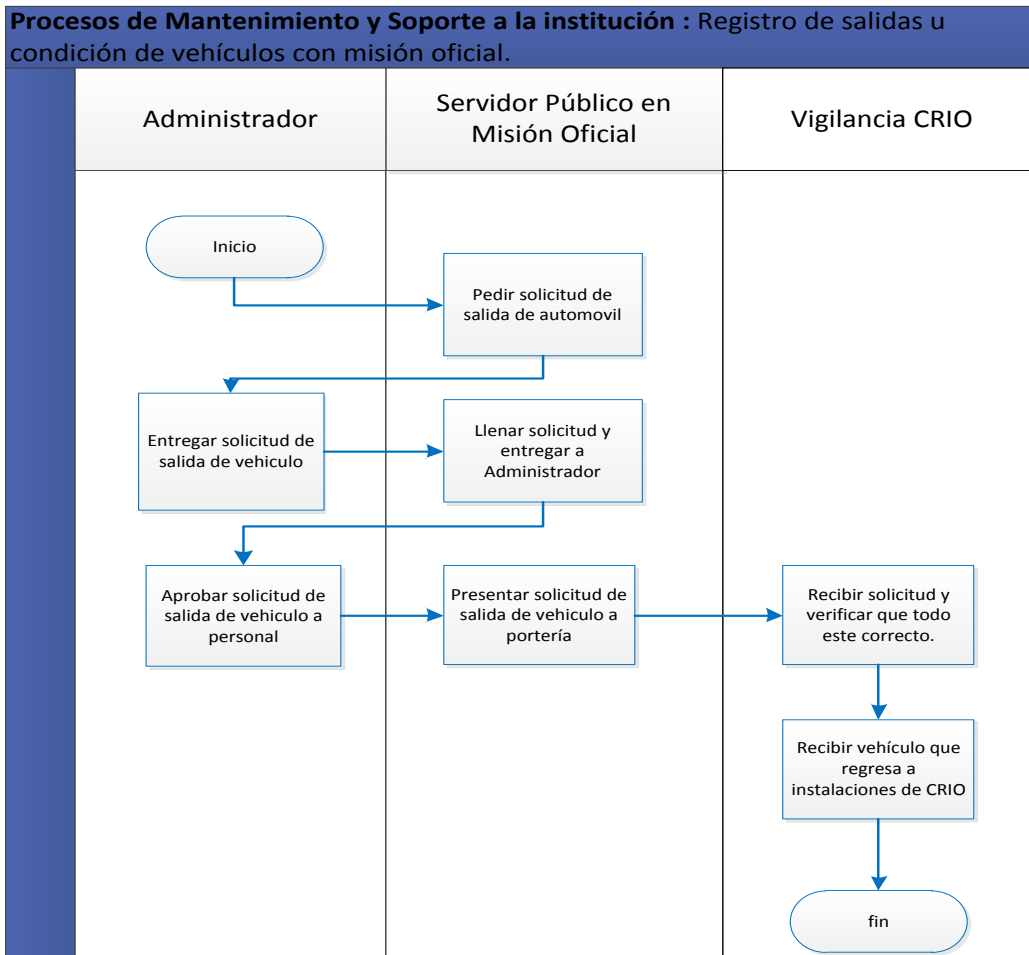 Procesos de Mantenimiento y Soporte a la institución : Registro de salidas u
condición de vehículos con misión oficial.
Administrador
Servidor Público en
Misión Oficial
Vigilancia CRIO
Inicio
Pedir solicitud de
salida de automovil
Entregar solicitud de
salida de vehiculo
Llenar solicitud y
entregar a
Administrador
Aprobar solicitud de
salida de vehiculo a
personal
Presentar solicitud de
salida de vehiculo a
portería
Recibir solicitud y
verificar que todo
este correcto.
Recibir vehículo que
regresa a
instalaciones de CRIO
fin